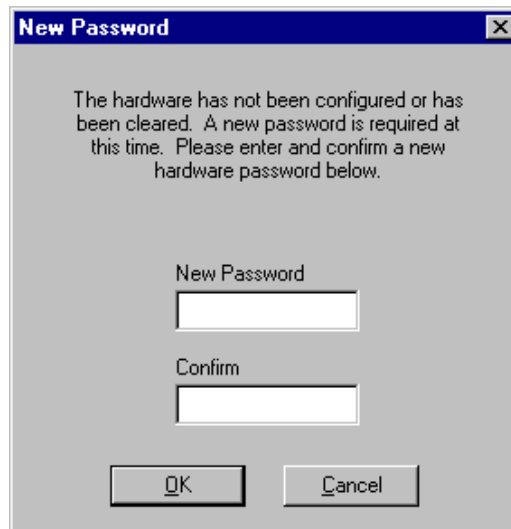 New Password
The hardware has not been configured or has
been cleared.  A new password is required at
this time.  Please enter and confirm a new
hardware password below.
New Password
Confirm
OK
Cancel